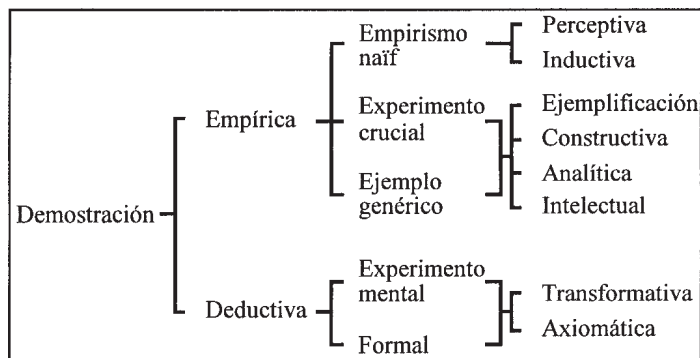 Demostración
Empírica
Empirismo
naïf
Perceptiva
Inductiva
Experimento
crucial
Ejemplo
genérico
Ejemplificación
Constructiva
Analítica
Intelectual
Deductiva
Experimento
mental
Formal
Transformativa
Axiomática